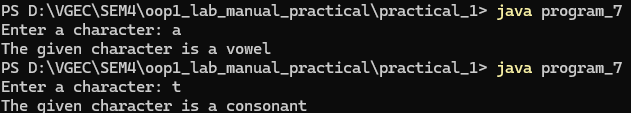 PS D:\VGEC\SEM4\oop1_lab_manual_practical\practical_1> java program_7
Enter a character: a
The given character is a vowel
PS D:\VGEC\SEM4\oop1_lab_manual_practical\practical_1> java program_7
Enter a character: t
The given character is a consonant